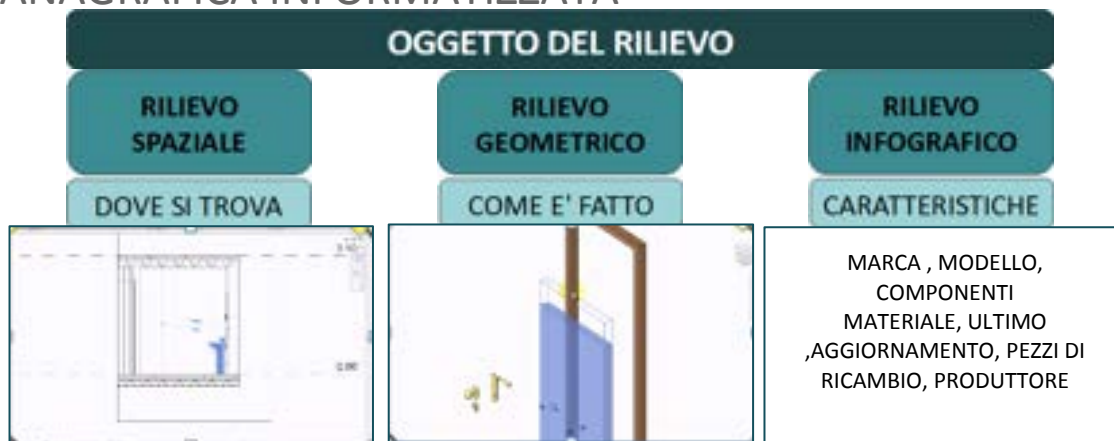 ANAGRAFICA INFORMATIZZATA
OGGETTO DEL RILIEVO
RILIEVO
SPAZIALE
RILIEVO
GEOMETRICO
RILIEVO
INFOGRAFICO
DOVE SI TROVA
COME E' FATTO
CARATTERISTICHE
MARCA , MODELLO,
COMPONENTI
MATERIALE, ULTIMO
,AGGIORNAMENTO, PEZZI DI
RICAMBIO, PRODUTTORE